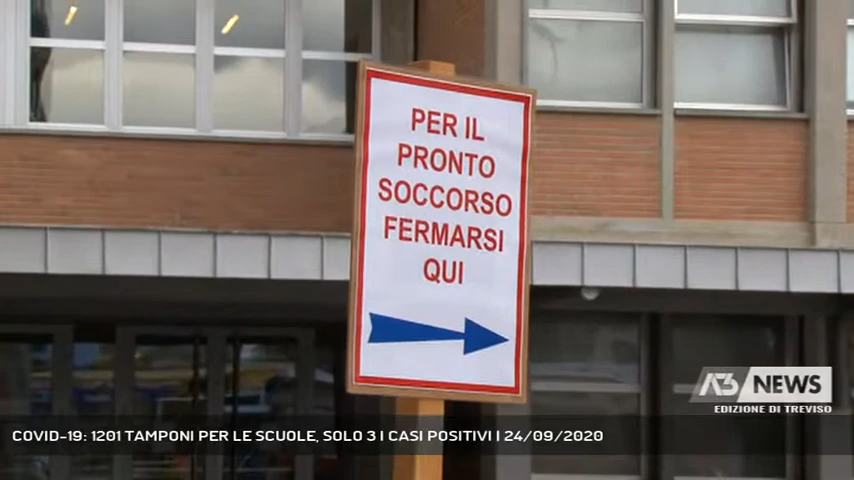 PER IL
PRONTO
SOCCORSO
FERMARSI
QUI
A3 NEWS
EDIZIONE DI TREVISO
COVID-19: 1201 TAMPONI PER LE SCUOLE, SOLO 3 I CASI POSITIVI | 24/09/2020